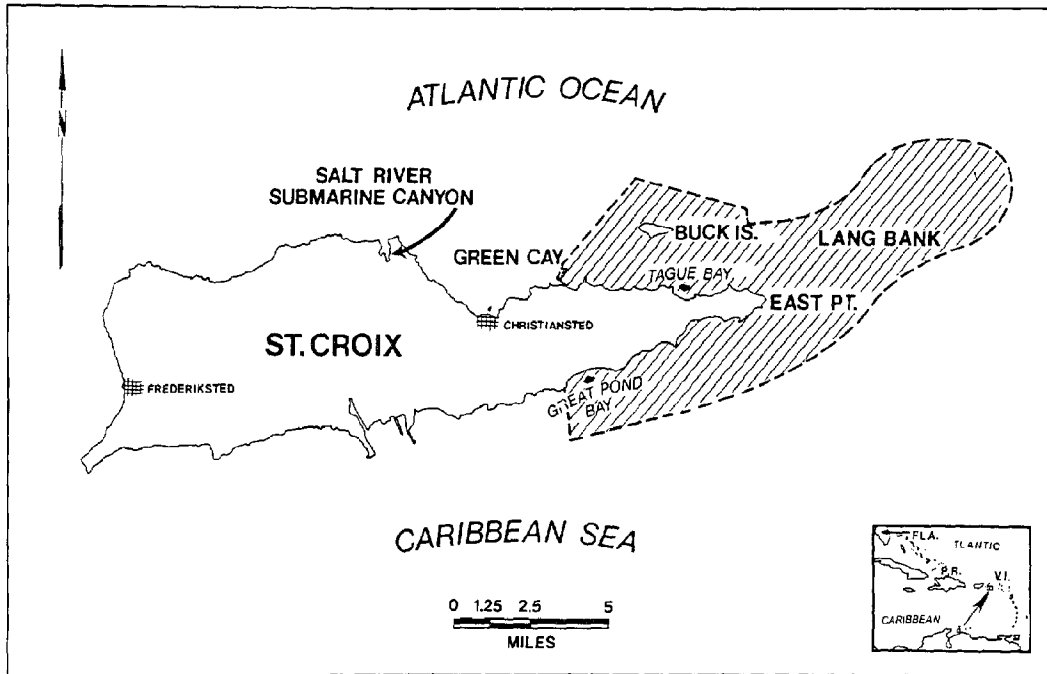 ATLANTIC OCEAN
N
SALT RIVER
SUBMARINE CANYON
GREEN CAY
BUCK IS.
LANG BANK
TAGUE BAY
EAST PT.
CHRISTIANSTED
ST. CROIX
FREDERIKSTED
GREAT POND
BAY
CARIBBEAN SEA
0 1.25 2.5 5
MILES
FLA.
TLANTIC
P.R.
V.I.
CARIBBEAN